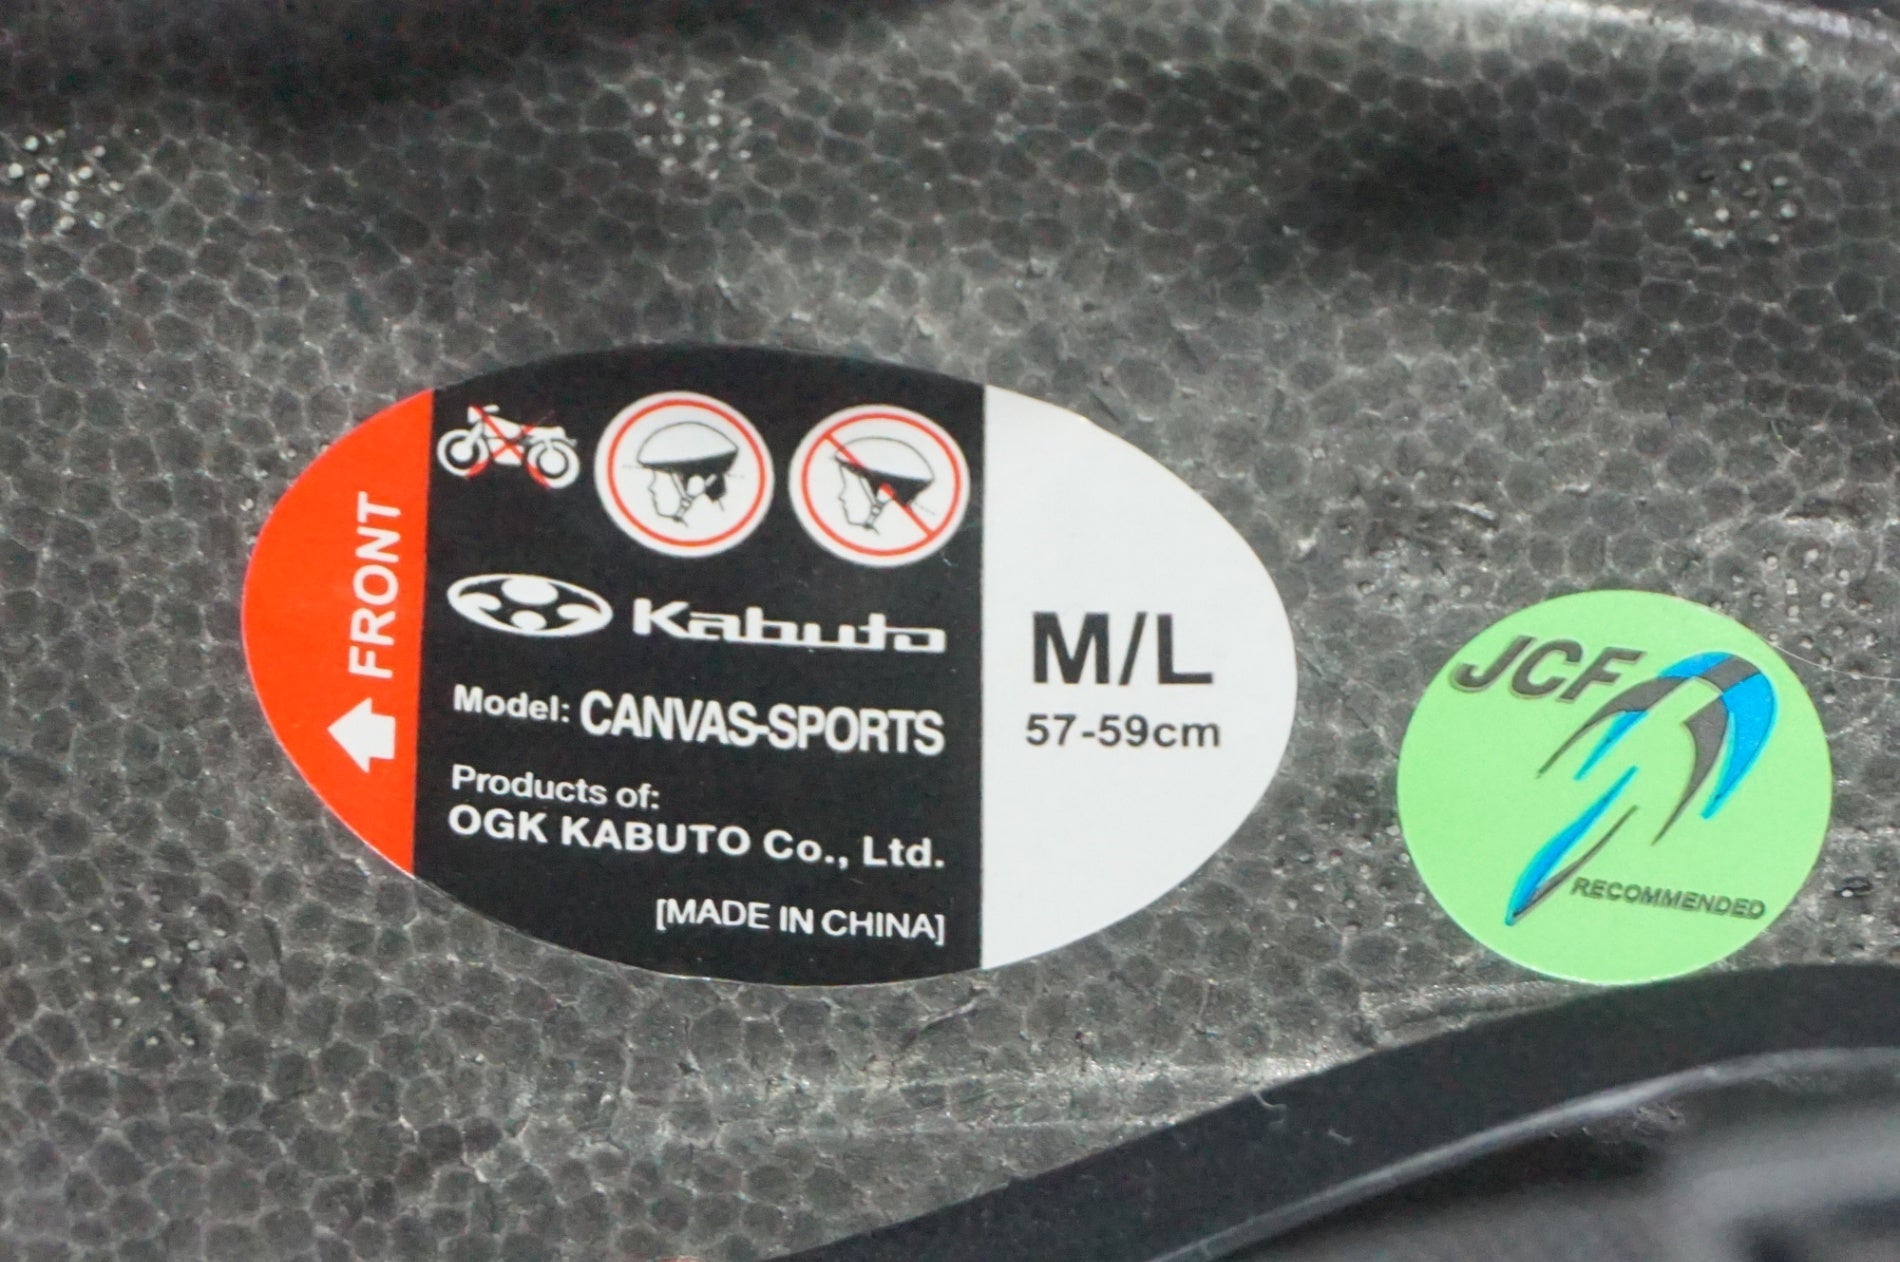 FRONT
Kabuto
Model: CANVAS-SPORTS
Products of:
OGK KABUTO Co., Ltd.
[MADE IN CHINA]
M/L
57-59cm
JCF
RECOMMENDED